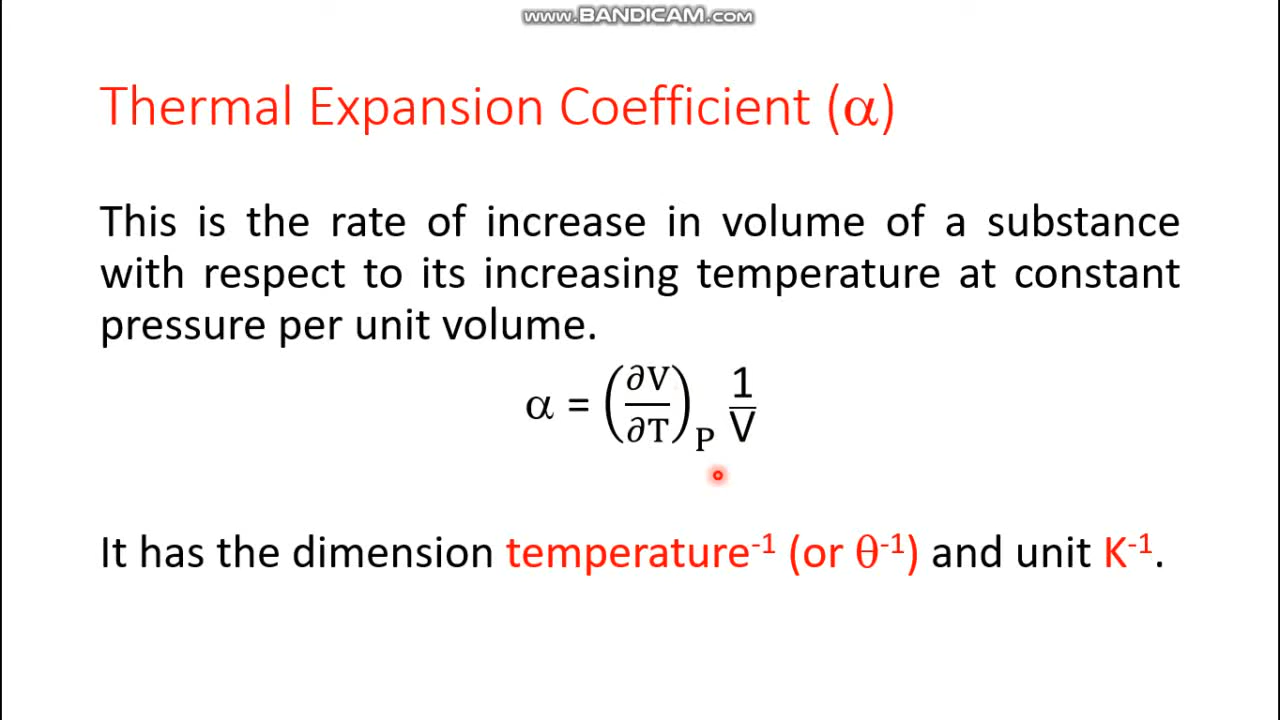 www.BANDICAM.com
Thermal Expansion Coefficient (α)
This is the rate of increase in volume of a substance
with respect to its increasing temperature at constant
pressure per unit volume.
α = (∂V/∂T)_P 1/V
It has the dimension temperature⁻¹ (or θ⁻¹) and unit K⁻¹.